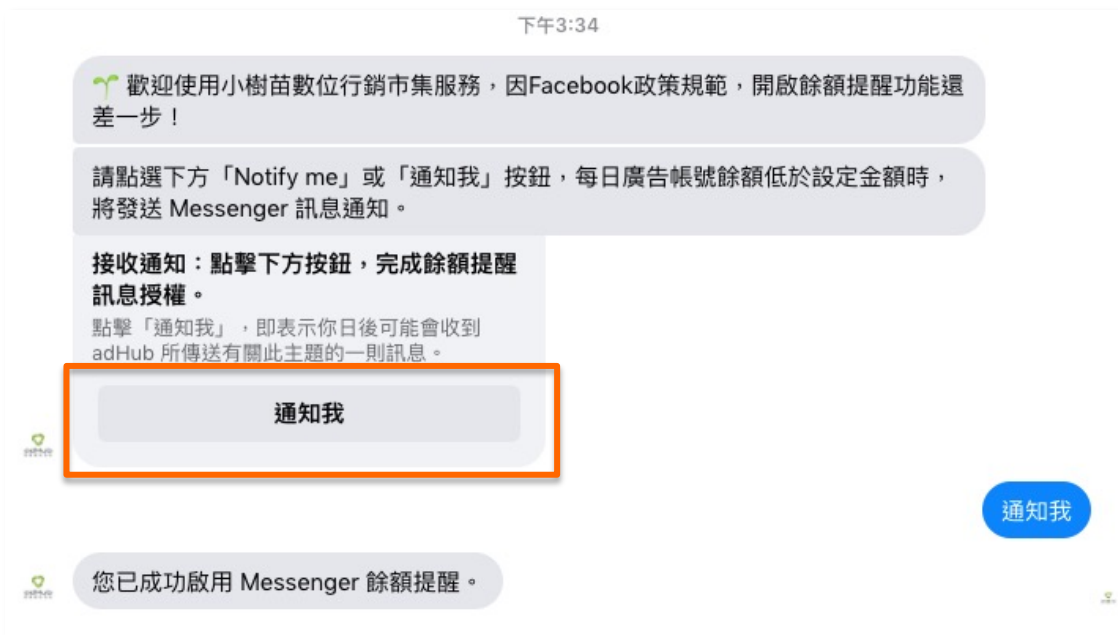 下午3:34
歡迎使用小樹苗數位行銷市集服務，因Facebook政策規範，開啟餘額提醒功能還
差一步！
請點選下方「Notify me」或「通知我」按鈕，每日廣告帳號餘額低於設定金額時，
將發送 Messenger 訊息通知。
接收通知：點擊下方按鈕，完成餘額提醒
訊息授權。
點擊「通知我」，即表示你日後可能會收到
adHub 所傳送有關此主題的一則訊息。
通知我
通知我
您已成功啟用 Messenger 餘額提醒。